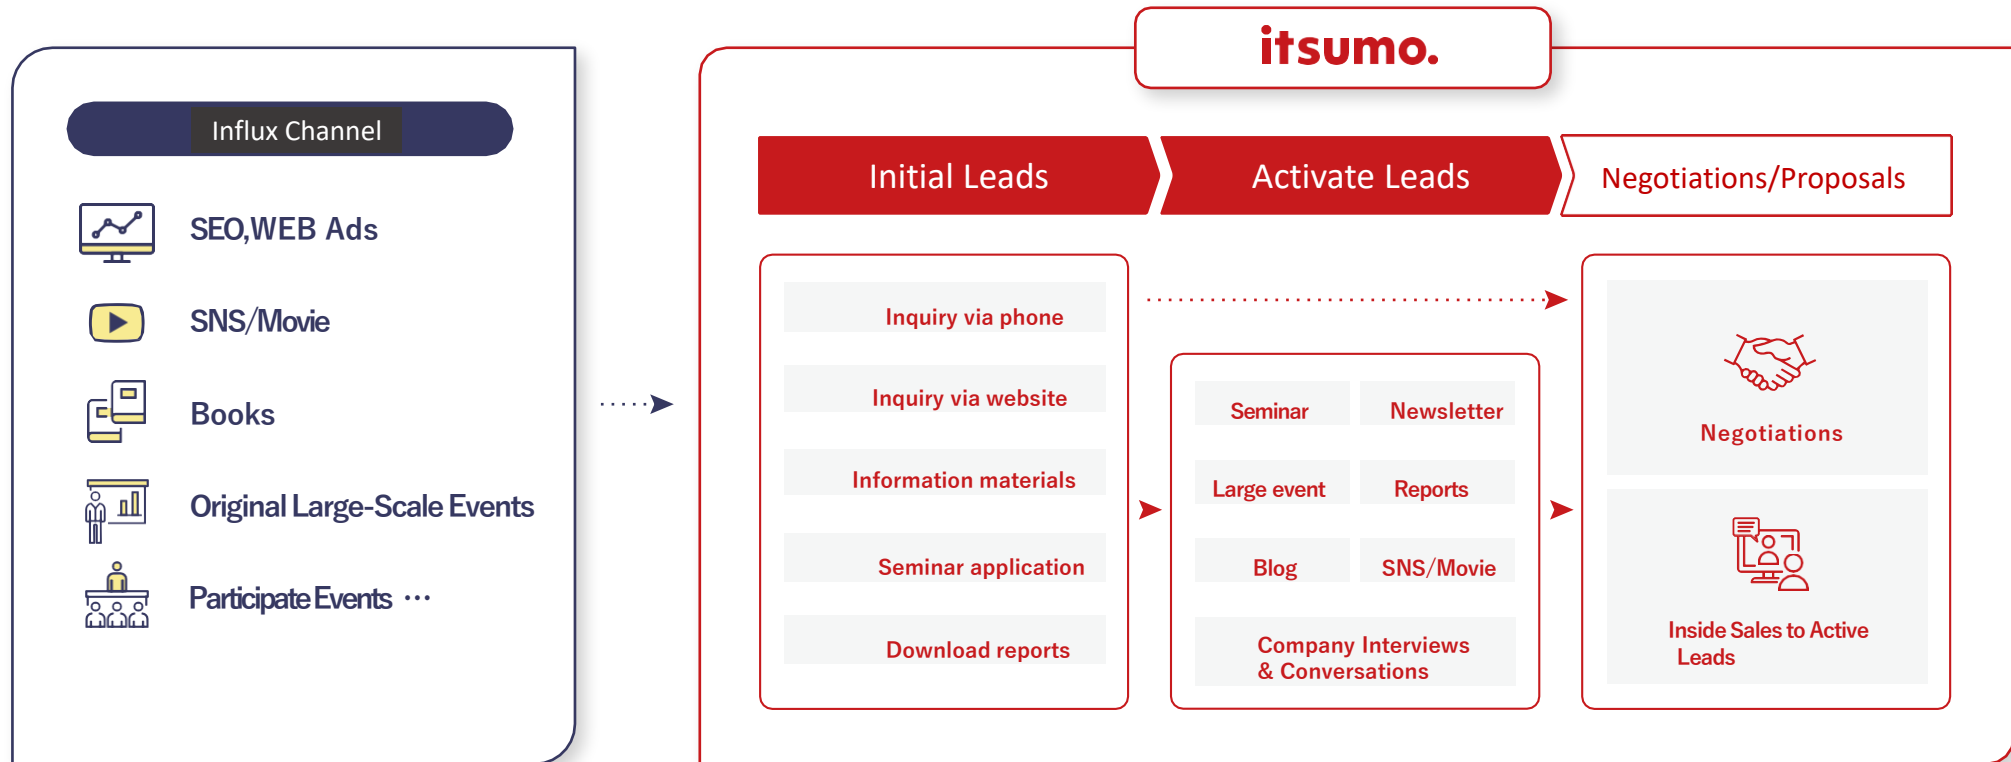 itsumo.
Influx Channel
SEO,WEB Ads
SNS/Movie
Books
Original Large-Scale Events
Participate Events …
Initial Leads
Activate Leads
Negotiations/Proposals
Inquiry via phone
Inquiry via website
Information materials
Seminar application
Download reports
Seminar
Newsletter
Large event
Reports
Blog
SNS/Movie
Company Interviews
& Conversations
Negotiations
Inside Sales to Active
Leads